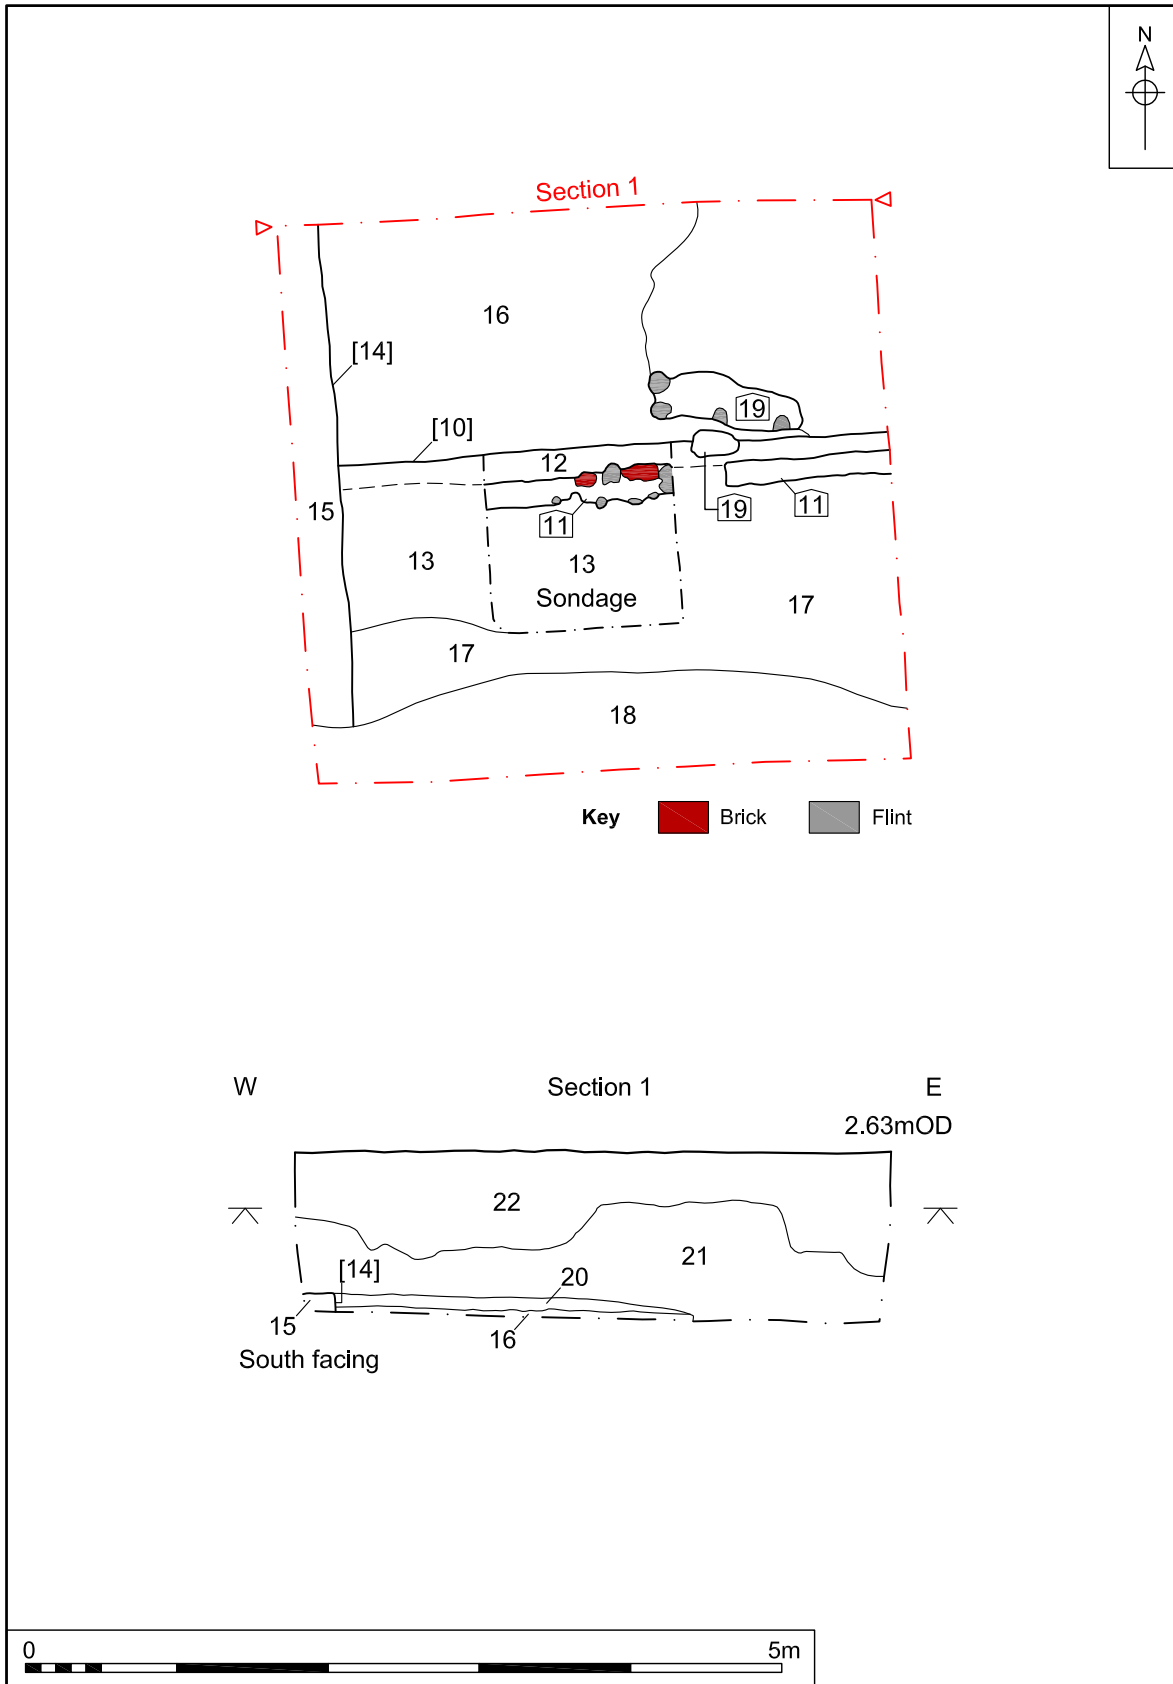 N
Section 1
16
[14]
19
[10]
12
15
19
11
11
13
13
Sondage
17
17
18
Key Brick Flint
W Section 1 E
2.63mOD
22
21
[14]
20
15
16
South facing
0 5m